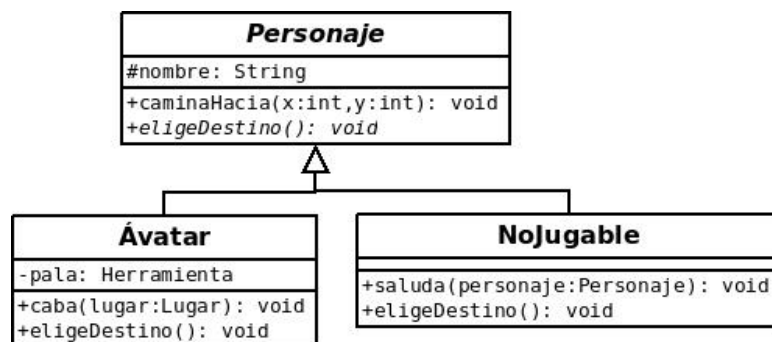 Personaje
#nombre: String
+caminaHacia(x:int,y:int): void
+eligeDestino(): void
Ávatar
-pala: Herramienta
+caba(lugar:Lugar): void
+eligeDestino(): void
NoJugable
+saluda(personaje:Personaje): void
+eligeDestino(): void